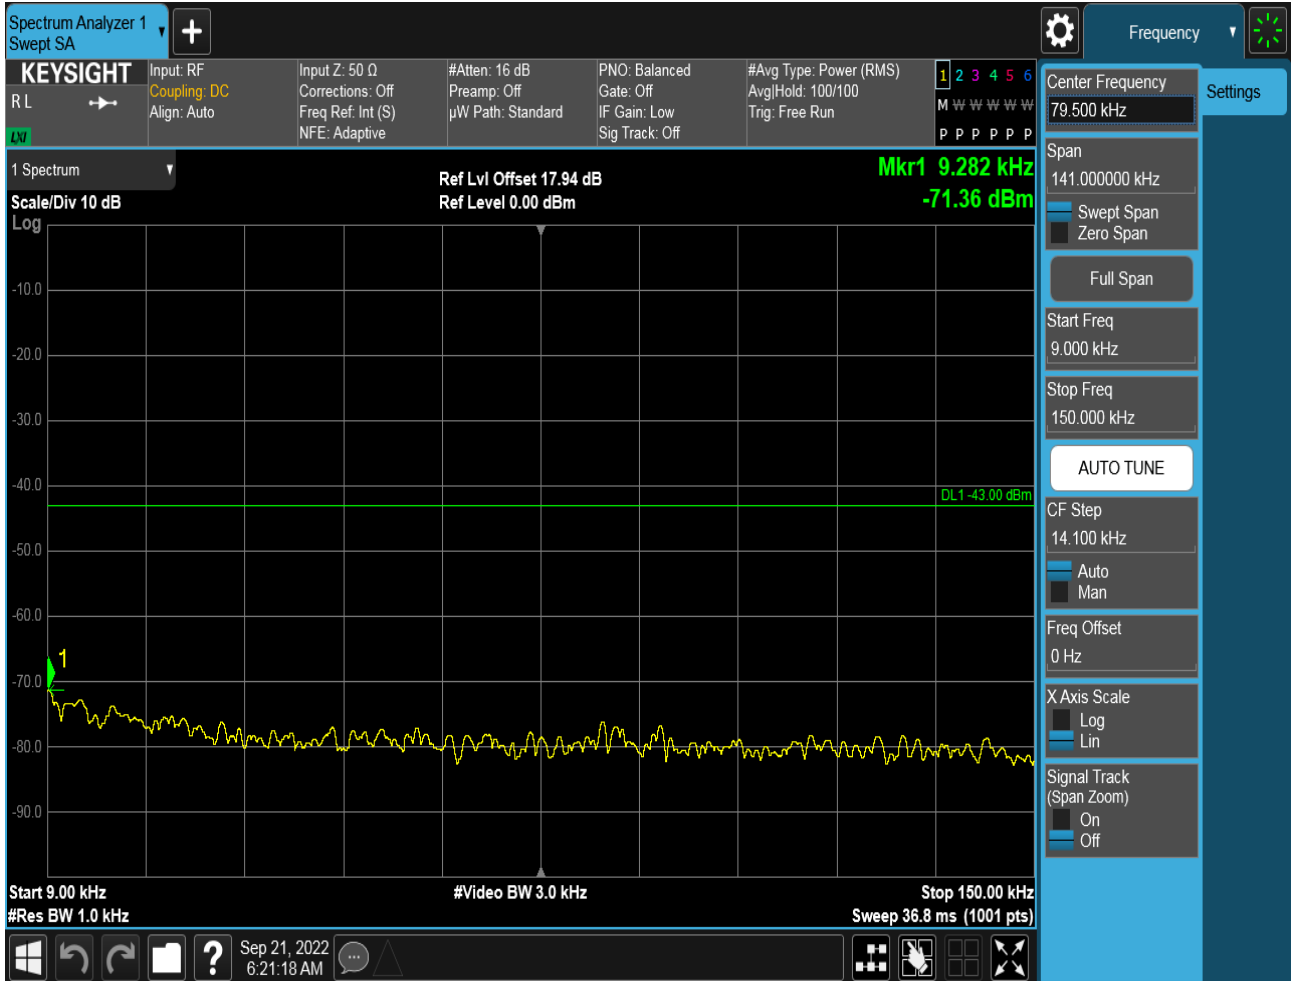 Spectrum Analyzer 1
Swept SA
Frequency
KEYSIGHT
R L
LXI
Input: RF
Coupling: DC
Align: Auto
Input Z: 50 Ω
Corrections: Off
Freq Ref: Int (S)
NFE: Adaptive
#Atten: 16 dB
Preamp: Off
µW Path: Standard
PNO: Balanced
Gate: Off
IF Gain: Low
Sig Track: Off
#Avg Type: Power (RMS)
Avg|Hold: 100/100
Trig: Free Run
1 2 3 4 5 6
M W W W W W
P P P P P P
1 Spectrum
Scale/Div 10 dB
Log
Ref Lvl Offset 17.94 dB
Ref Level 0.00 dBm
Mkr1 9.282 kHz
-71.36 dBm
-10.0
-20.0
-30.0
-40.0
DL1 -43.00 dBm
-50.0
-60.0
1
-70.0
-80.0
-90.0
Start 9.00 kHz
#Video BW 3.0 kHz
Stop 150.00 kHz
#Res BW 1.0 kHz
Sweep 36.8 ms (1001 pts)
Center Frequency
79.500 kHz
Settings
Span
141.000000 kHz
Swept Span
Zero Span
Full Span
Start Freq
9.000 kHz
Stop Freq
150.000 kHz
AUTO TUNE
CF Step
14.100 kHz
Auto
Man
Freq Offset
0 Hz
X Axis Scale
Log
Lin
Signal Track
(Span Zoom)
On
Off
?
Sep 21, 2022
6:21:18 AM